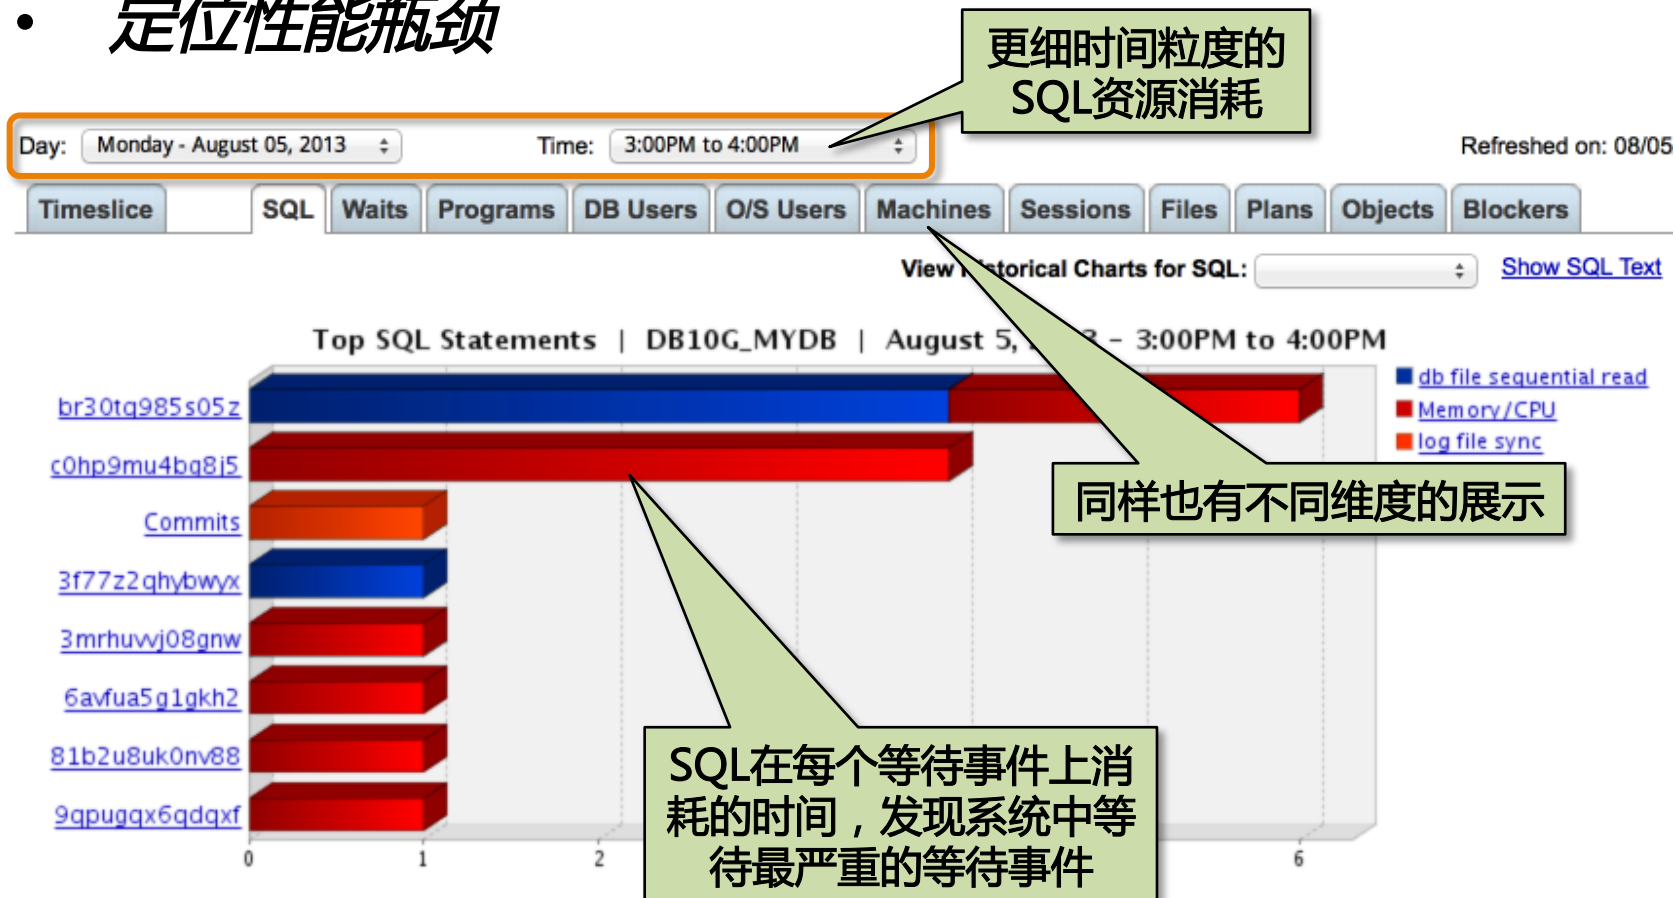 • 定位性能瓶颈
更细时间粒度的
SQL资源消耗
Day: Monday - August 05, 2013 Time: 3:00PM to 4:00PM Refreshed on: 08/05
Timeslice SQL Waits Programs DB Users O/S Users Machines Sessions Files Plans Objects Blockers
View Historical Charts for SQL: Show SQL Text
Top SQL Statements | DB10G_MYDB | August 5, – 3:00PM to 4:00PM
db file sequential read
Memory/CPU
log file sync
br30tq985s05z
c0hp9mu4bq8j5
Commits
3f77z2qhybwyx
3mrhuvvj08gnw
6avfua5g1gkh2
81b2u8uk0nv88
9qpugqx6qdqxf
同样也有不同维度的展示
SQL在每个等待事件上消
耗的时间，发现系统中等
待最严重的等待事件
0 1 2 6